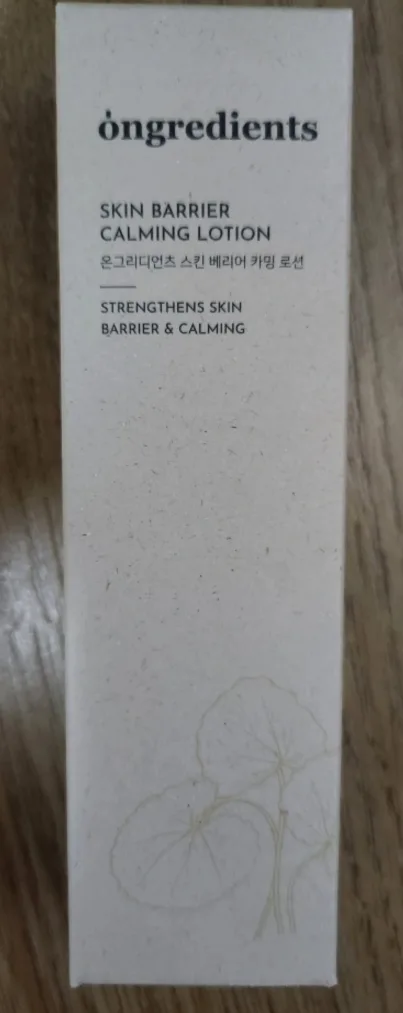 ȯngredients
SKIN BARRIER
CALMING LOTION
온그리디언츠 스킨 베리어 카밍 로션
STRENGTHENS SKIN
BARRIER & CALMING